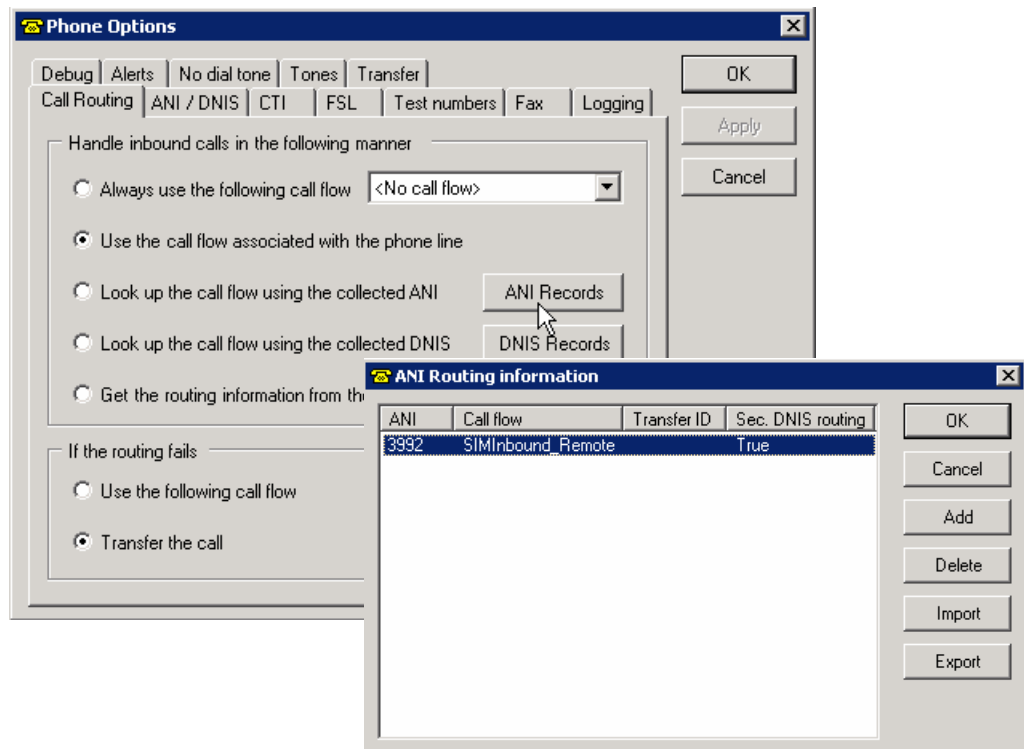 Phone Options
Debug Alerts No dial tone Tones Transfer
Call Routing ANI / DNIS CTI FSL Test numbers Fax Logging
OK
Apply
Cancel
Handle inbound calls in the following manner
Always use the following call flow <No call flow>
Use the call flow associated with the phone line
Look up the call flow using the collected ANI ANI Records
Look up the call flow using the collected DNIS DNIS Records
Get the routing information from the
If the routing fails
Use the following call flow
Transfer the call
ANI Routing information
ANI Call flow Transfer ID Sec. DNIS routing
3992 SIMInbound_Remote True
OK
Cancel
Add
Delete
Import
Export